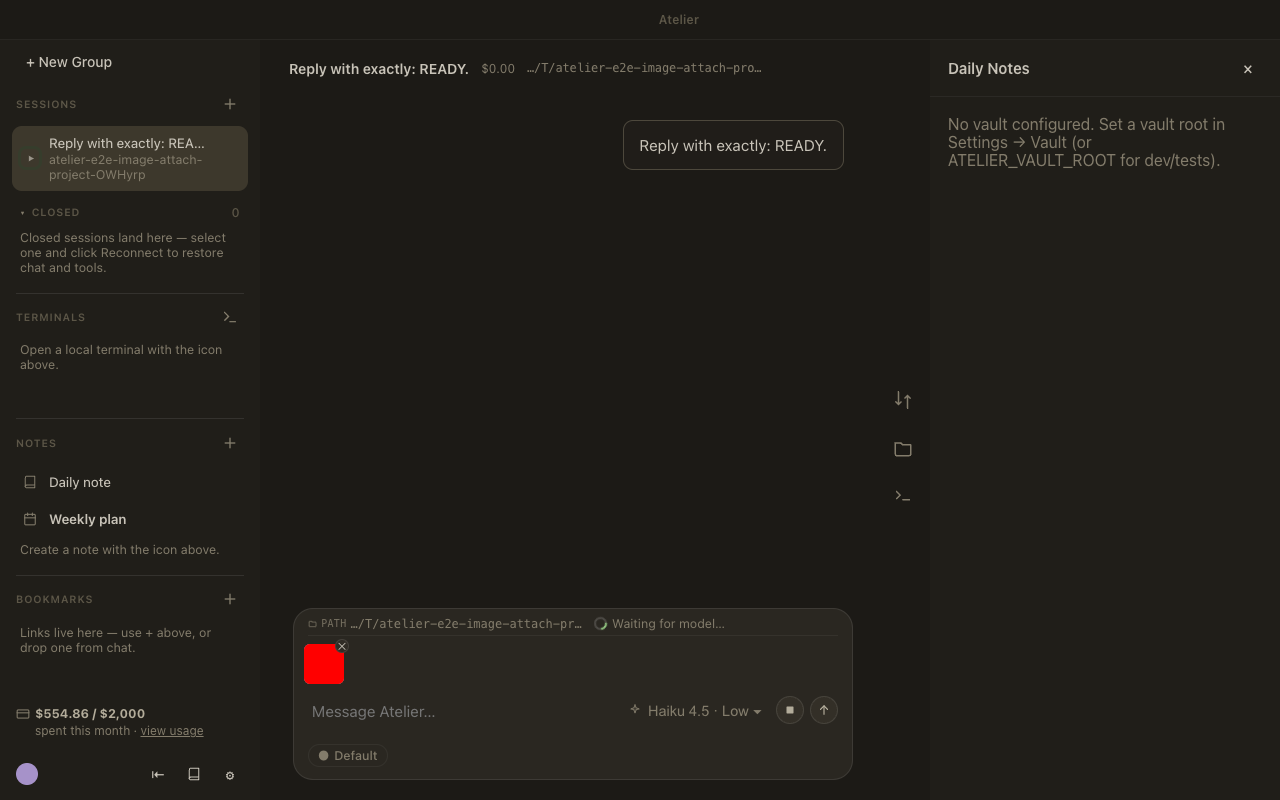 Atelier
+ New Group
SESSIONS
Reply with exactly: REA...
atelier-e2e-image-attach-
project-OWHyrp
CLOSED 0
Closed sessions land here — select
one and click Reconnect to restore
chat and tools.
TERMINALS
Open a local terminal with the icon
above.
NOTES
Daily note
Weekly plan
Create a note with the icon above.
BOOKMARKS
Links live here — use + above, or
drop one from chat.
$554.86 / $2,000
spent this month · view usage
Reply with exactly: READY. $0.00 …/T/atelier-e2e-image-attach-pro…
Reply with exactly: READY.
PATH …/T/atelier-e2e-image-attach-pr… Waiting for model…
Message Atelier...
Haiku 4.5 · Low
Default
Daily Notes
No vault configured. Set a vault root in
Settings → Vault (or
ATELIER_VAULT_ROOT for dev/tests).